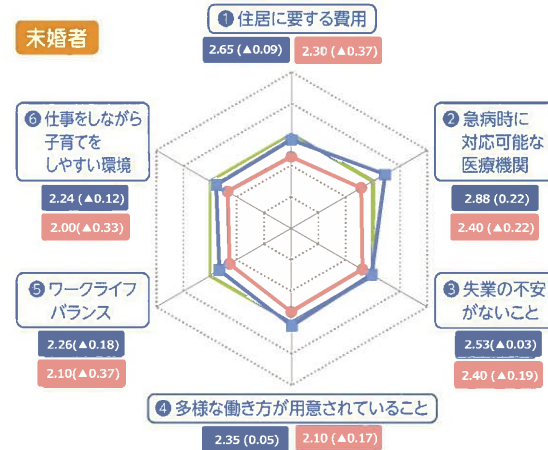 未婚者
❶ 住居に要する費用
2.65 (▲0.09) 2.30 (▲0.37)
❷ 急病時に
対応可能な
医療機関
2.88 (0.22)
2.40 (▲0.22)
❸ 失業の不安
がないこと
2.53(▲0.03)
2.40 (▲0.19)
❹ 多様な働き方が用意されていること
2.35 (0.05) 2.10 (▲0.17)
❺ ワークライフ
バランス
2.26(▲0.18)
2.10(▲0.37)
❻ 仕事をしながら
子育てを
しやすい環境
2.24 (▲0.12)
2.00(▲0.33)